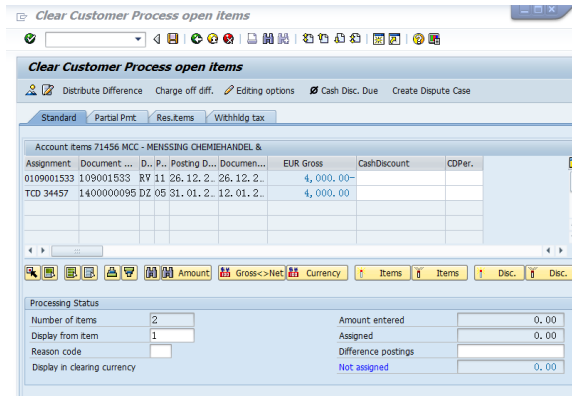 Clear Customer Process open items
Clear Customer Process open items
Distribute Difference Charge off diff. Editing options Cash Disc. Due Create Dispute Case
Standard Partial Pmt Res.items Withhldg tax
Account items 71456 MCC - MENSSING CHEMIEHANDEL &
Assignment Document ... D.. P.. Posting D... Documen... EUR Gross CashDiscount CDPer.
0109001533 109001533 RV 11 26.12.2.. 26.12.2.. 4,000.00-
TCD 34457 1400000095 DZ 05 31.01.2.. 12.01.2.. 4,000.00
Amount Gross<>Net Currency Items Items Disc. Disc.
Processing Status
Number of items 2 Amount entered 0.00
Display from item 1 Assigned 0.00
Reason code Difference postings
Display in clearing currency Not assigned 0.00